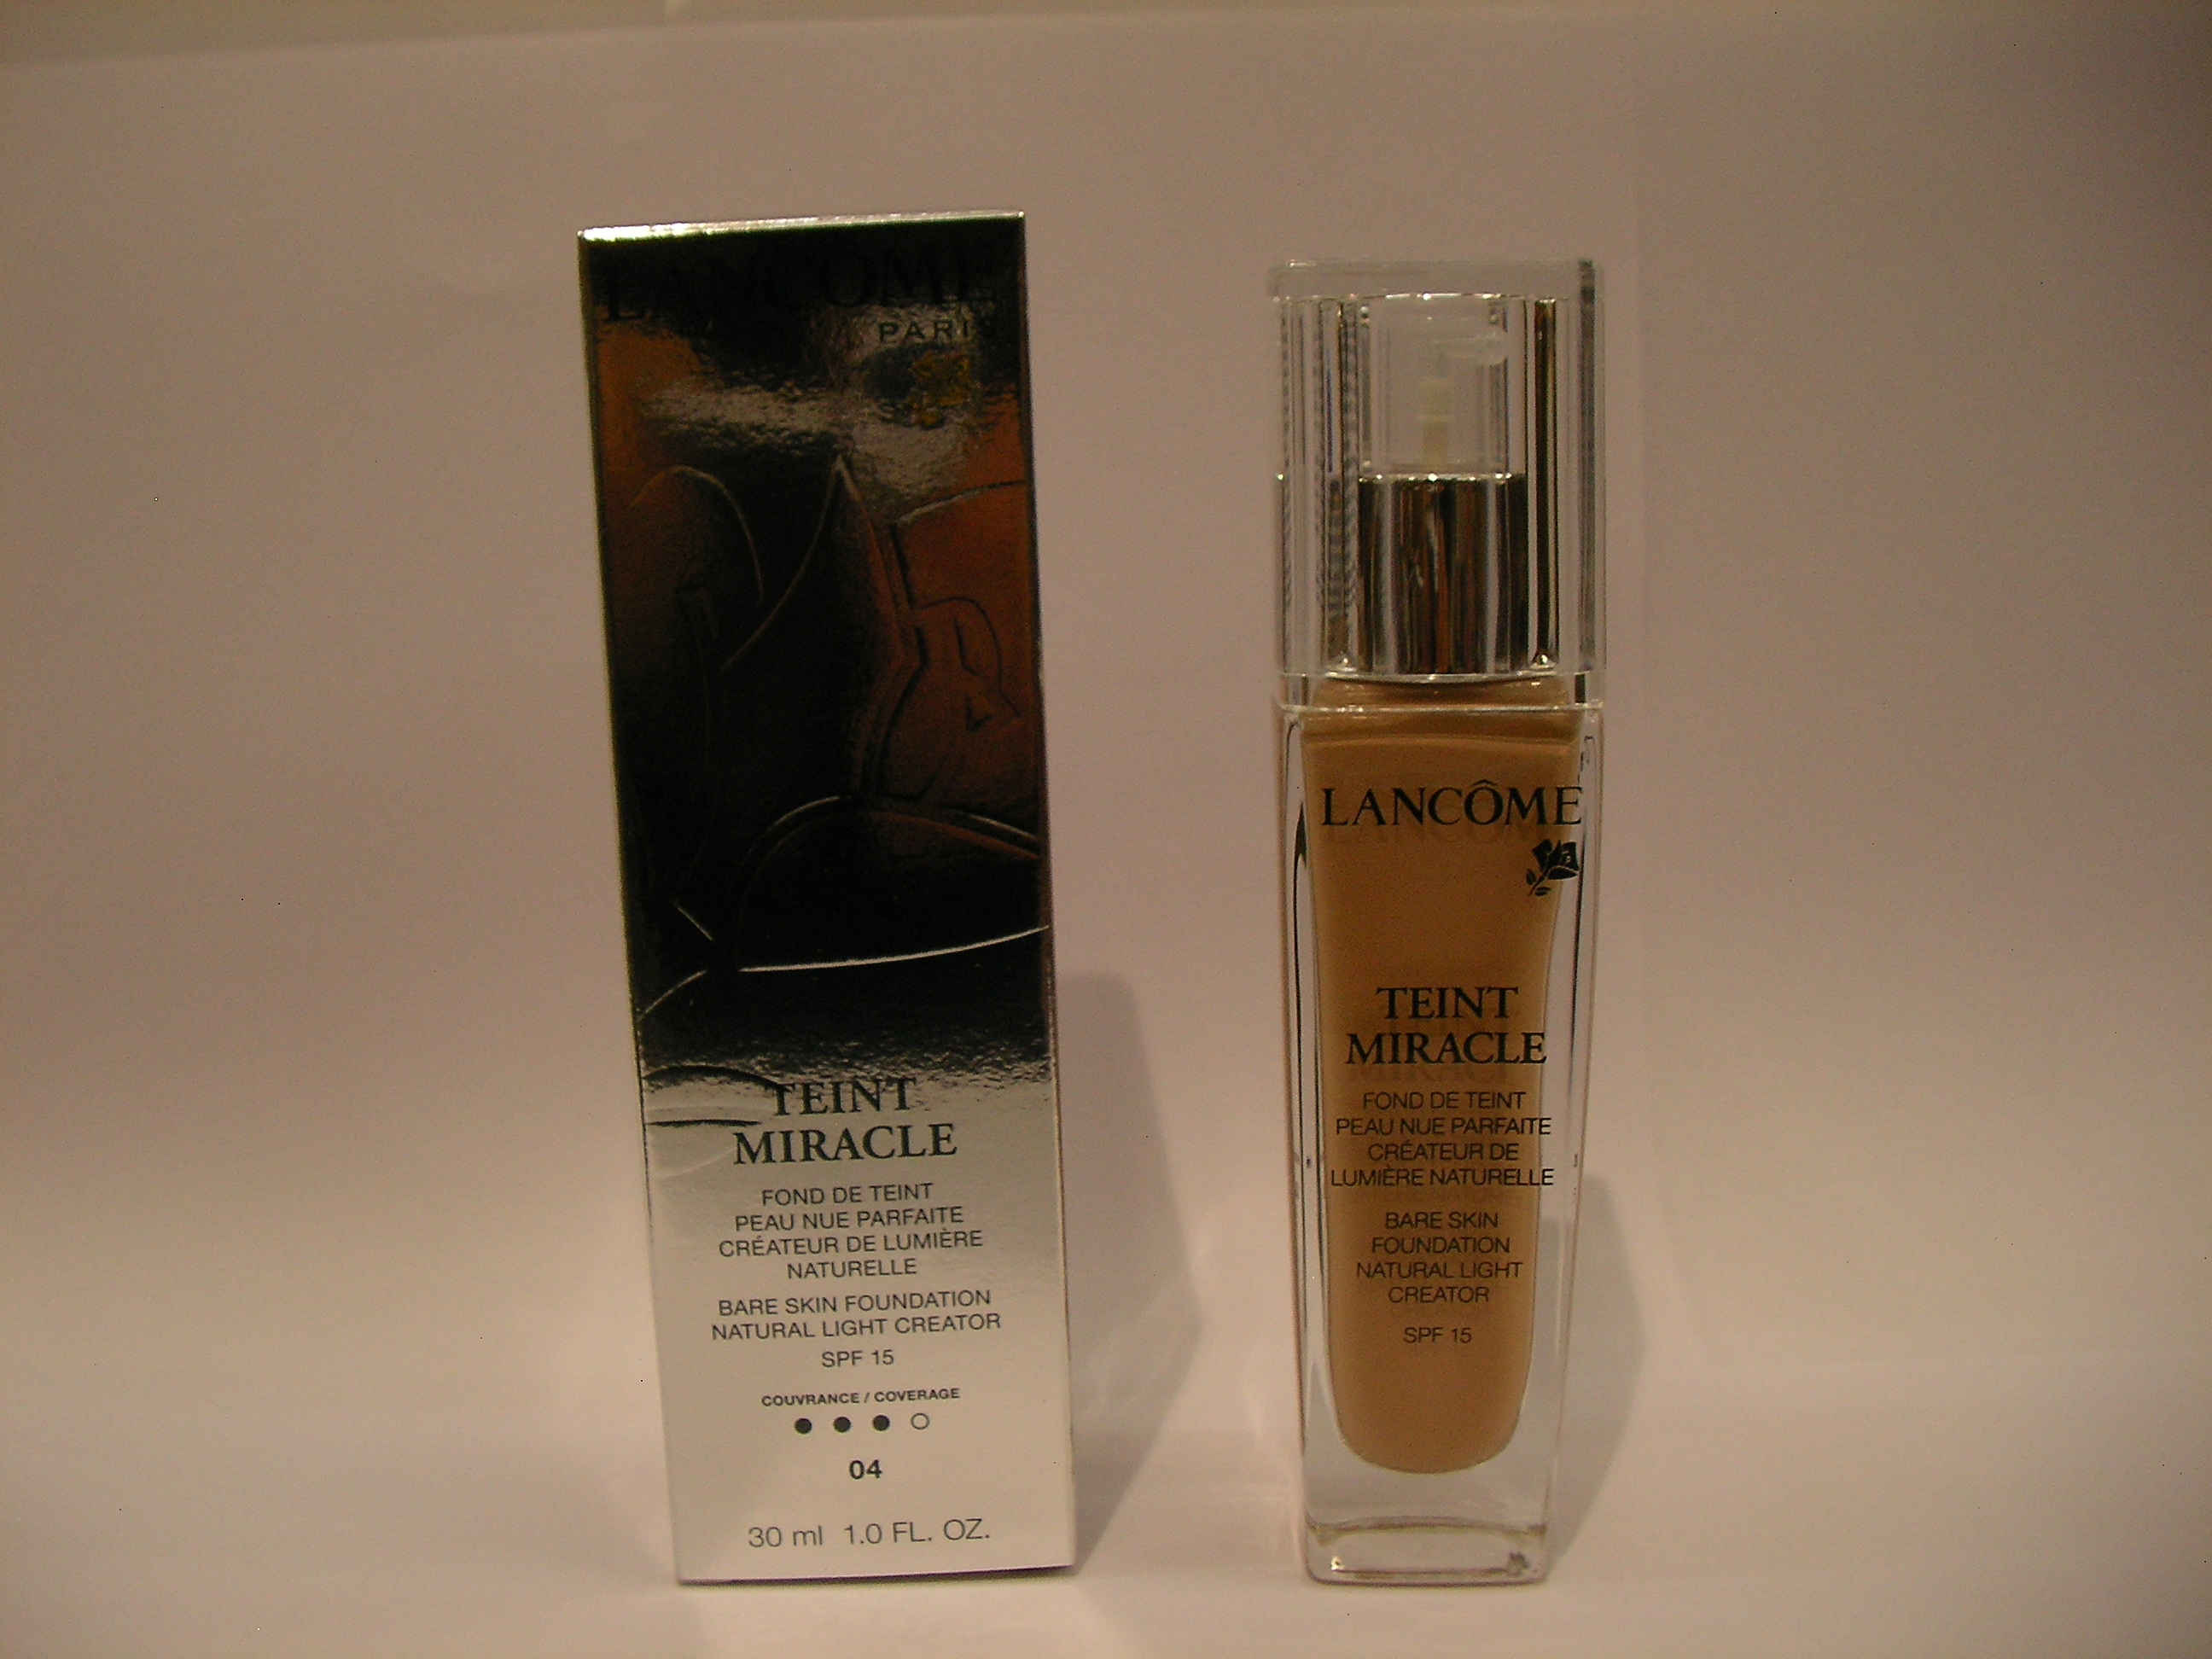 LANCÔME
PARIS
TEINT
MIRACLE
FOND DE TEINT
PEAU NUE PARFAITE
CRÉATEUR DE LUMIÈRE
NATURELLE
BARE SKIN FOUNDATION
NATURAL LIGHT CREATOR
SPF 15
COUVRANCE / COVERAGE
04
30 ml 1.0 FL. OZ.
LANCÔME
TEINT
MIRACLE
FOND DE TEINT
PEAU NUE PARFAITE
CRÉATEUR DE
LUMIÈRE NATURELLE
BARE SKIN
FOUNDATION
NATURAL LIGHT
CREATOR
SPF 15